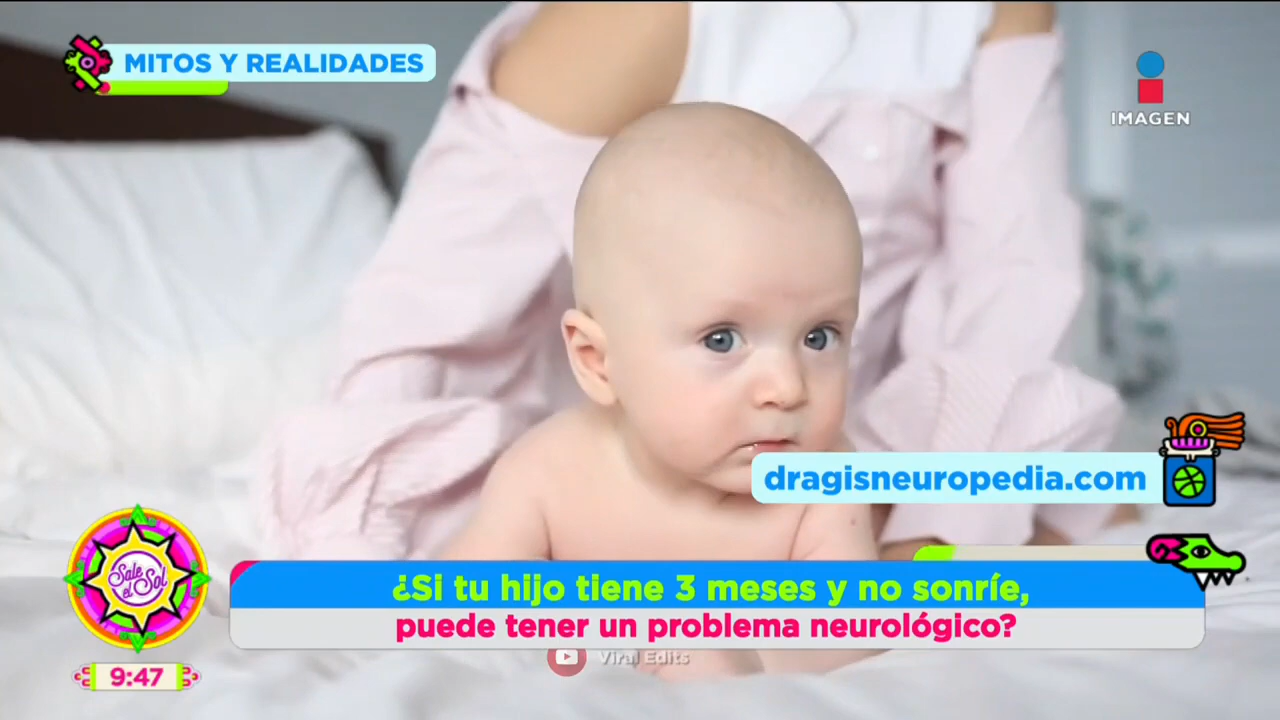 MITOS Y REALIDADES
IMAGEN
dragisneuropedia.com
Sale
el Sol
¿Si tu hijo tiene 3 meses y no sonríe,
puede tener un problema neurológico?
Viral Edits
9:47